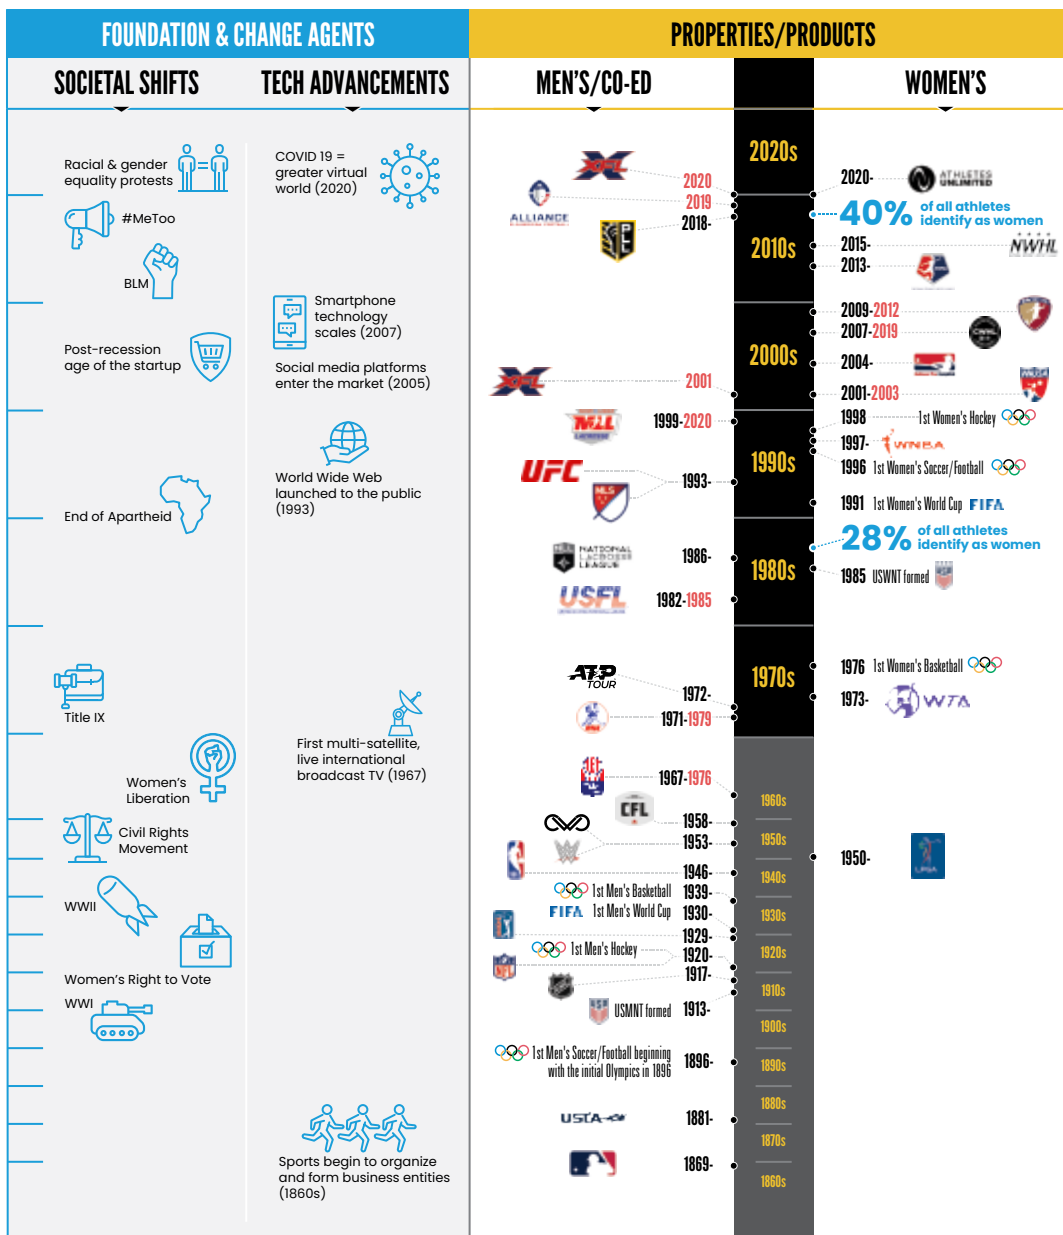 FOUNDATION & CHANGE AGENTS
PROPERTIES/PRODUCTS
SOCIETAL SHIFTS
TECH ADVANCEMENTS
MEN'S/CO-ED
WOMEN'S
Racial & gender
equality protests
#MeToo
BLM
Post-recession
age of the startup
End of Apartheid
Title IX
Women's
Liberation
Civil Rights
Movement
WWII
Women's Right to Vote
WWI
COVID 19 =
greater virtual
world (2020)
Smartphone
technology
scales (2007)
Social media platforms
enter the market (2005)
World Wide Web
launched to the public
(1993)
First multi-satellite,
live international
broadcast TV (1967)
Sports begin to organize
and form business entities
(1860s)
XFL
2020
2019
ALLIANCE
2018-
PLL
XFL
2001
MLL
LACROSSE
1999-2020
UFC
MLS
1993-
NATIONAL
LACROSSE
LEAGUE
1986-
USFL
1982-1985
ATP
TOUR
1972-
1971-1979
1967-1976
CFL
1958-
1953-
1946-
1st Men's Basketball
1939-
FIFA 1st Men's World Cup
1930-
1929-
1st Men's Hockey
1920-
NFL
1917-
USMNT formed
1913-
1st Men's Soccer/Football beginning
with the initial Olympics in 1896
1896-
USTA
1881-
1869-
2020s
2010s
2000s
1990s
1980s
1970s
1960s
1950s
1940s
1930s
1920s
1910s
1900s
1890s
1880s
1870s
1860s
2020-
ATHLETES
UNLIMITED
40% of all athletes
identify as women
2015-
NWHL
2013-
2009-2012
2007-2019
CWHL
2004-
2001-2003
WUSA
1998 1st Women's Hockey
1997-
WNBA
1996 1st Women's Soccer/Football
1991 1st Women's World Cup FIFA
28% of all athletes
identify as women
1985 USWNT formed
1976 1st Women's Basketball
1973-
WTA
1950-
LPGA